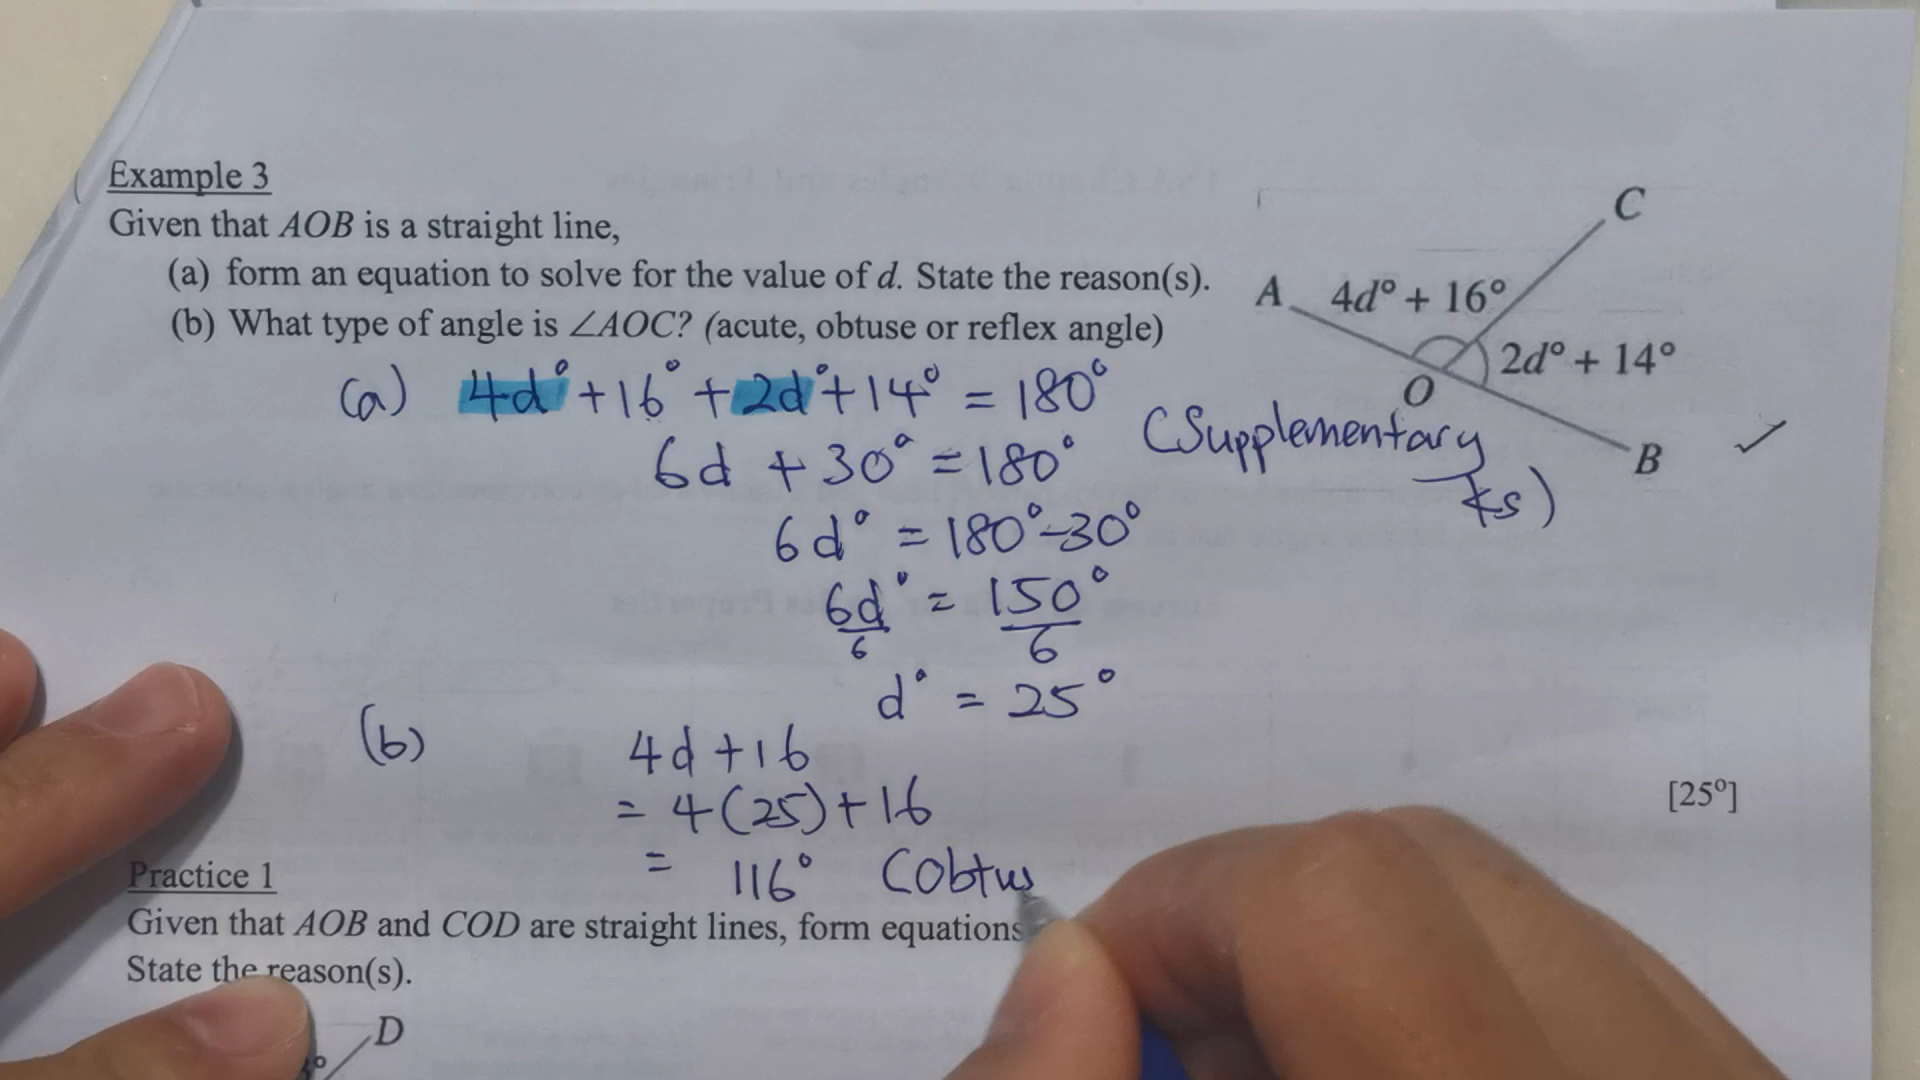 Example 3
Given that AOB is a straight line,
(a) form an equation to solve for the value of d. State the reason(s).
(b) What type of angle is ∠AOC? (acute, obtuse or reflex angle)
C
A 4d° + 16°
2d° + 14°
O
B
(a) 4d° + 16° + 2d° + 14° = 180°
(Supplementary
∠s)
6d + 30° = 180°
6d° = 180° - 30°
6d° = 150°
6 6
d° = 25°
(b) 4d + 16
= 4(25) + 16
= 116° (obtus
[25°]
Practice 1
Given that AOB and COD are straight lines, form equations
State the reason(s).
D